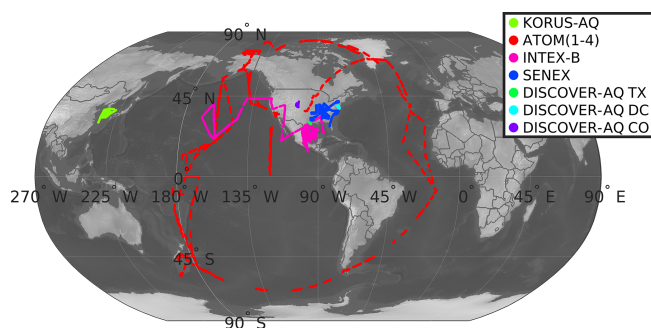 90° N
KORUS-AQ
ATOM(1-4)
INTEX-B
SENEX
DISCOVER-AQ TX
DISCOVER-AQ DC
DISCOVER-AQ CO
45° N
0°
270° W 225° W 180° W 135° W 90° W 45° W 0° 45° E 90° E
45° S
90° S